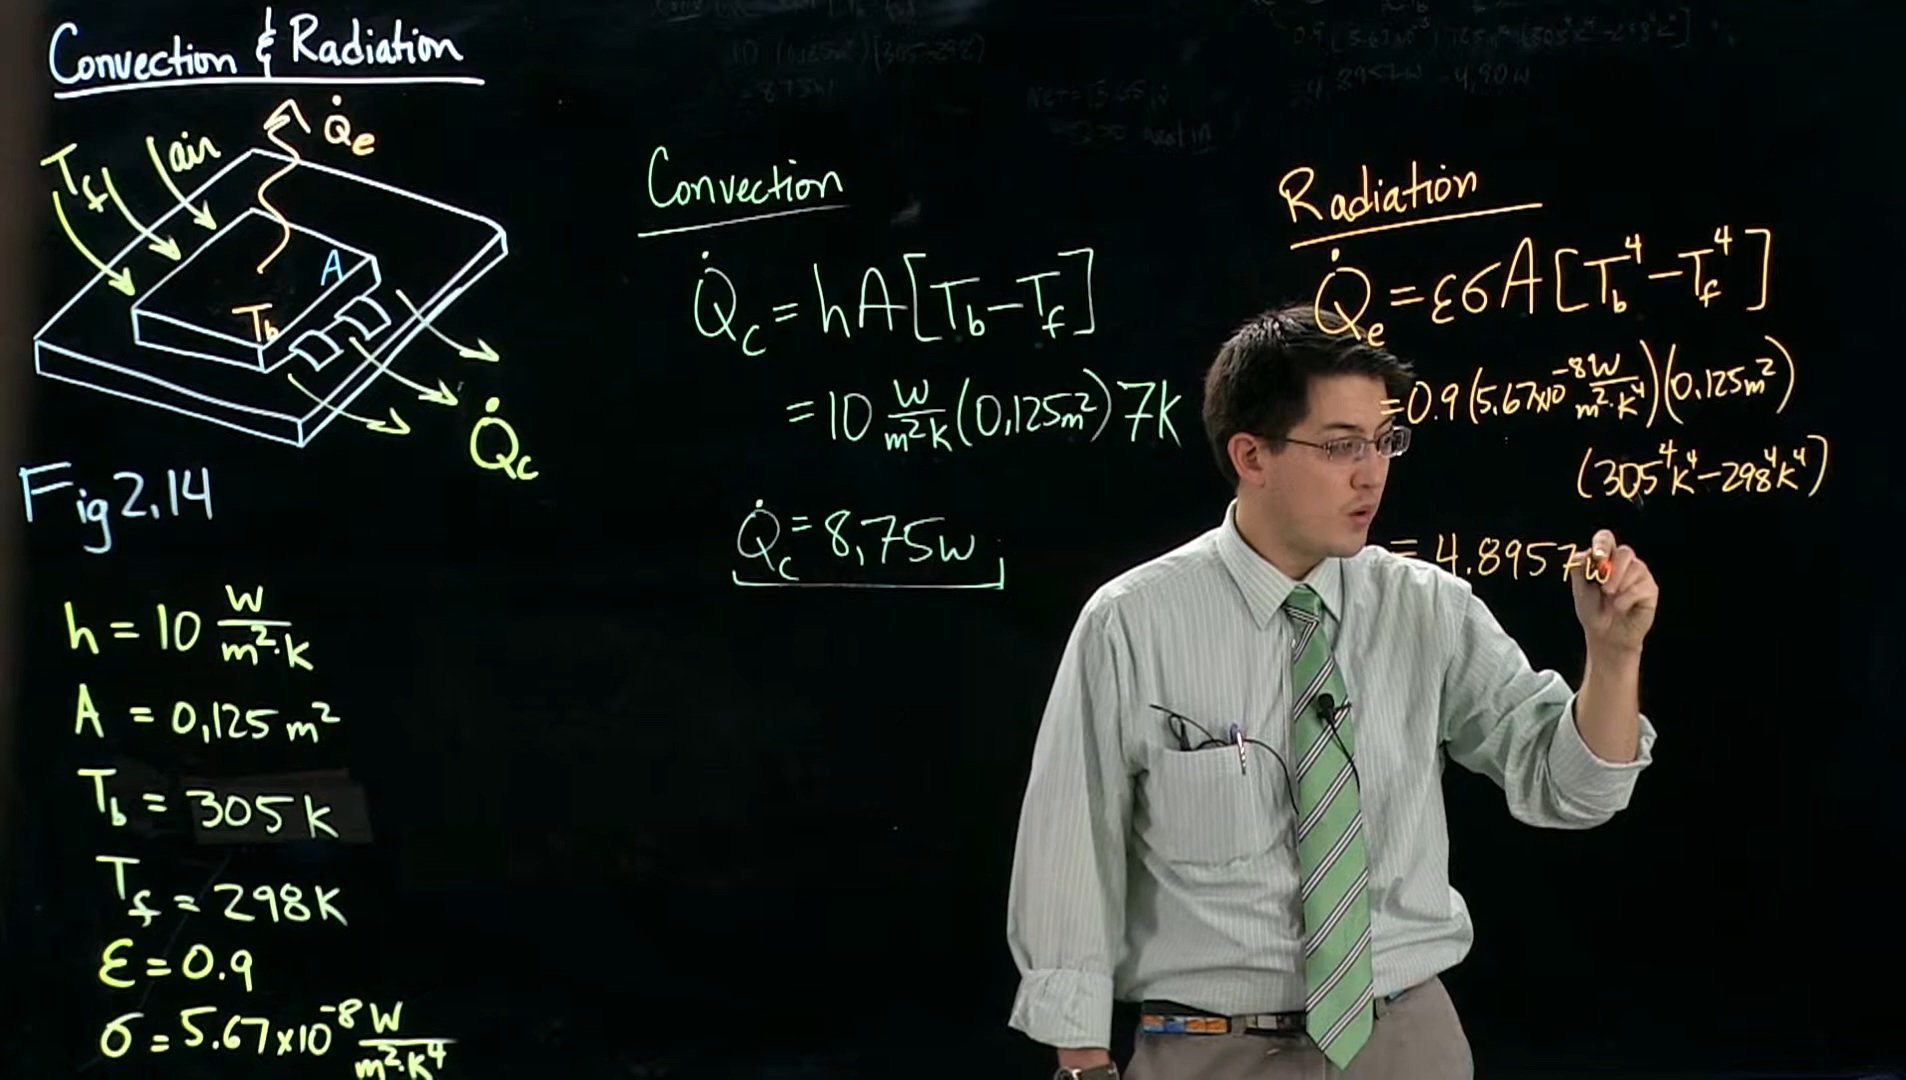 Convection & Radiation
Q̇e
Tf
air
A
Tb
Q̇c
Fig 2.14
h = 10 W/m²·K
A = 0,125 m²
Tb = 305 K
Tf = 298K
ε = 0.9
σ = 5.67x10⁻⁸ W/m²·K⁴
Convection
Q̇c = hA[Tb - Tf]
= 10 W/m²K (0,125m²) 7K
Q̇c = 8,75w
Radiation
Q̇e = εσA[Tb⁴ - Tf⁴]
= 0.9 (5.67x10⁻⁸ W/m²·K⁴)(0.125m²)
(305⁴K⁴ - 298⁴K⁴)
= 4.8957w